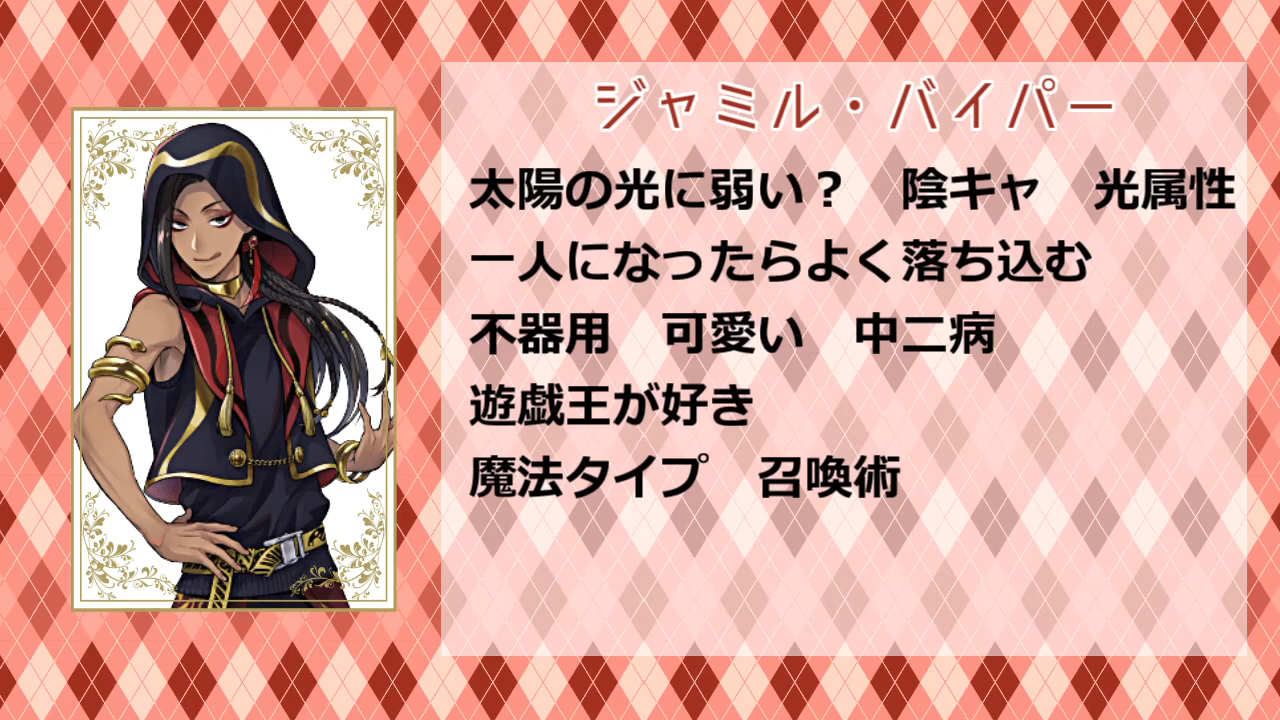 ジャミル・バイパー
太陽の光に弱い？　陰キャ　光属性
一人になったらよく落ち込む
不器用　可愛い　中二病
遊戯王が好き
魔法タイプ　召喚術